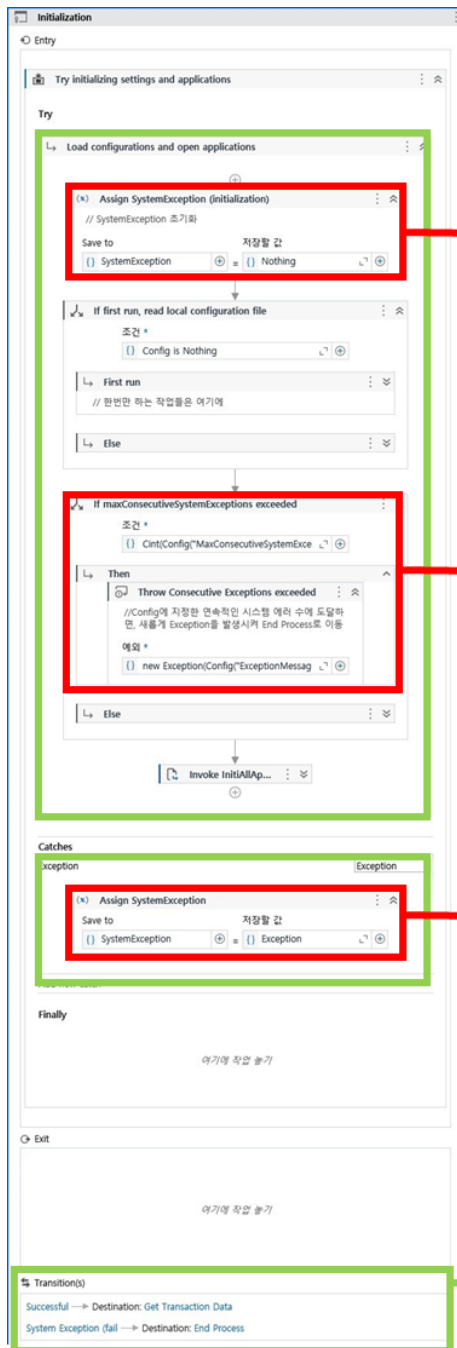 Initialization
Entry
Try initializing settings and applications
Try
Load configurations and open applications
(x) Assign SystemException (initialization)
// SystemException 초기화
Save to 저장할 값
{} SystemException = {} Nothing
If first run, read local configuration file
조건 *
{} Config is Nothing
First run
// 한번만 하는 작업들은 여기에
Else
If maxConsecutiveSystemExceptions exceeded
조건 *
{} Cint(Config("MaxConsecutiveSystemExce
Then
Throw Consecutive Exceptions exceeded
//Config에 지정한 연속적인 시스템 에러 수에 도달하
면, 새롭게 Exception을 발생시켜 End Process로 이동
예외 *
{} new Exception(Config("ExceptionMessag
Else
Invoke InitiAllAp...
Catches
Exception Exception
(x) Assign SystemException
Save to 저장할 값
{} SystemException = {} Exception
Finally
여기에 작업 놓기
Exit
여기에 작업 놓기
Transition(s)
Successful Destination: Get Transaction Data
System Exception (fail Destination: End Process